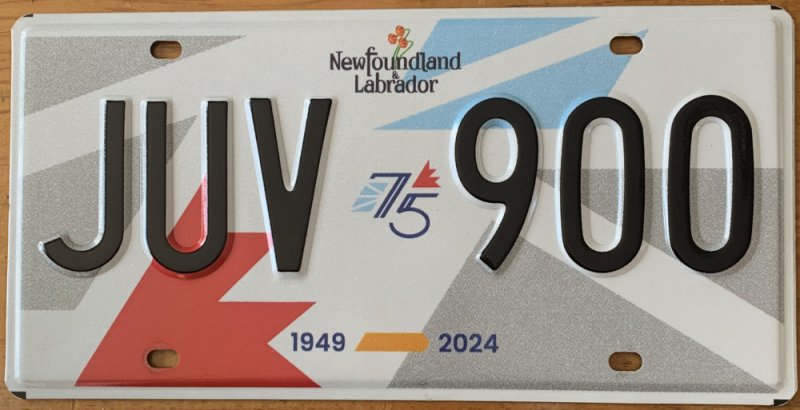 Newfoundland
&
Labrador
JUV 75 900
1949 2024